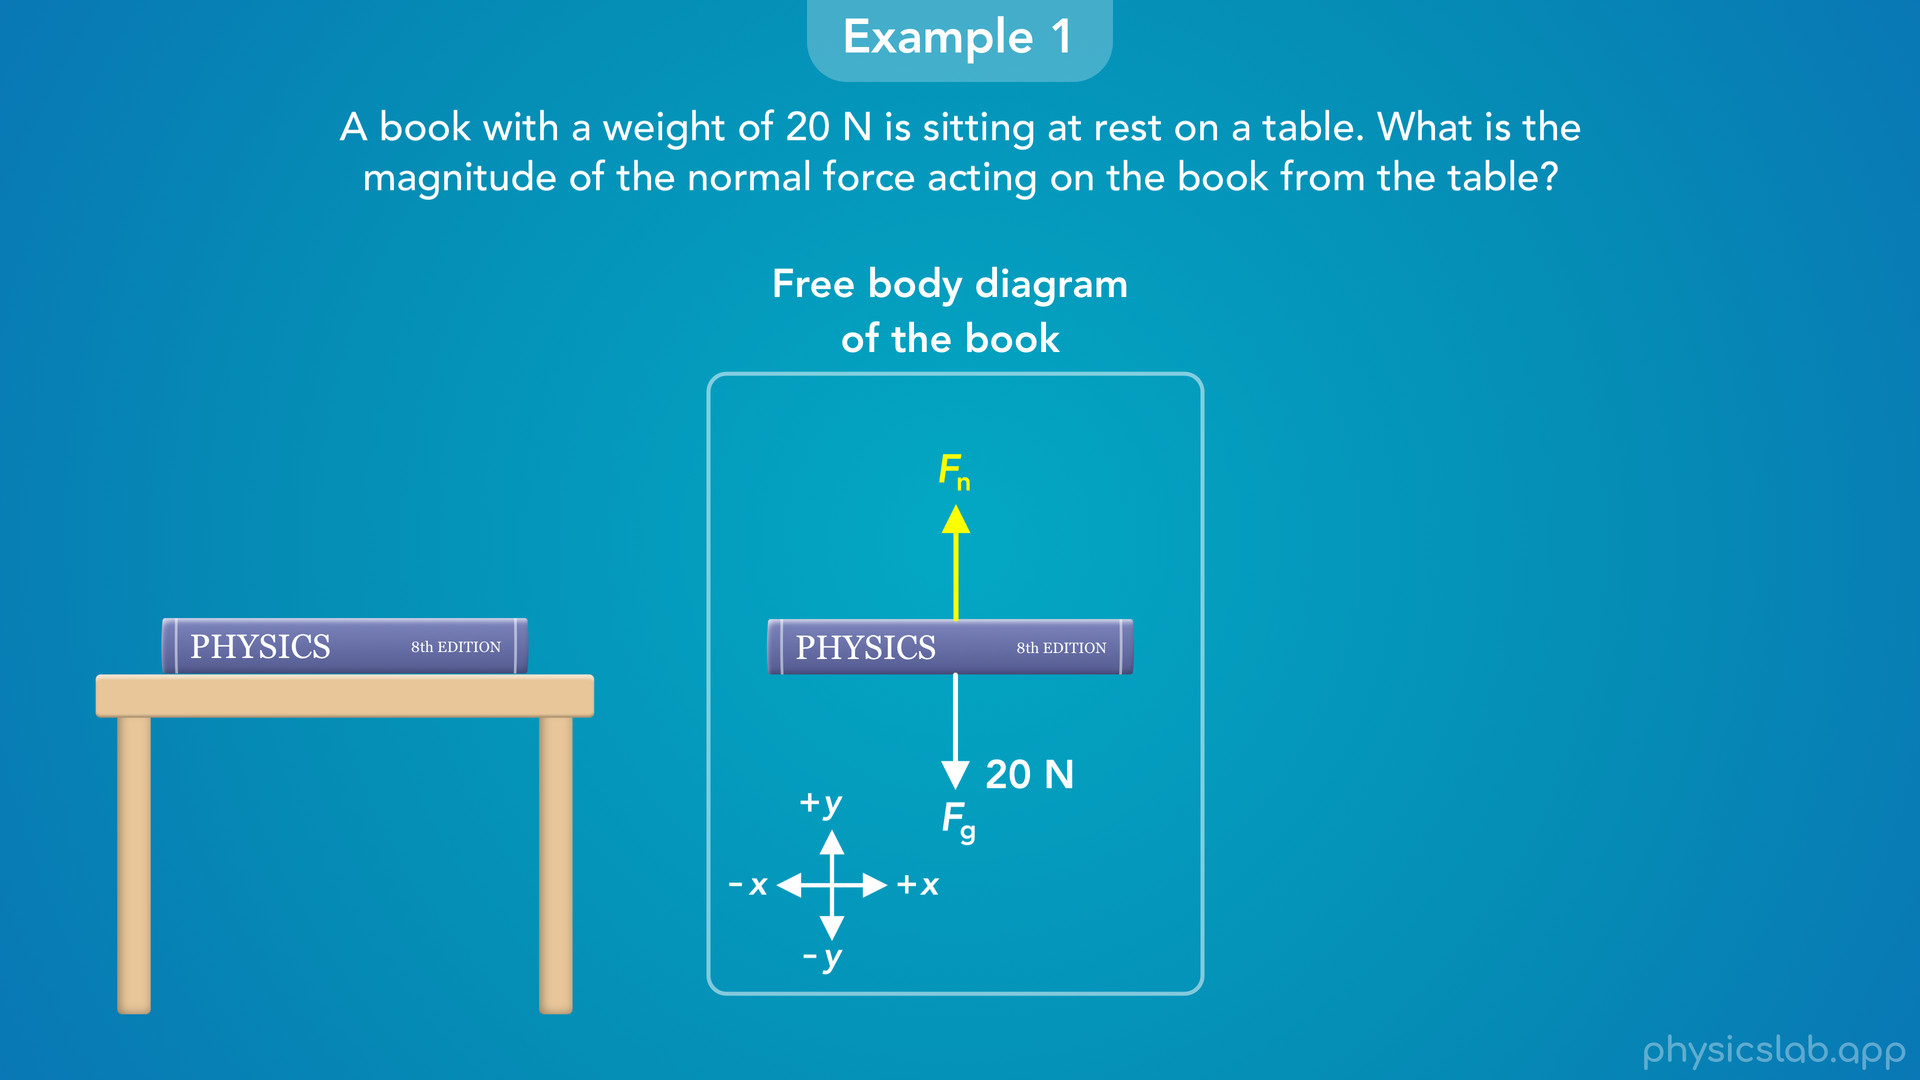 Example 1
A book with a weight of 20 N is sitting at rest on a table. What is the
magnitude of the normal force acting on the book from the table?
Free body diagram
of the book
Fn
PHYSICS 8th EDITION
PHYSICS 8th EDITION
20 N
Fg
+y
-x +x
-y
physicslab.app